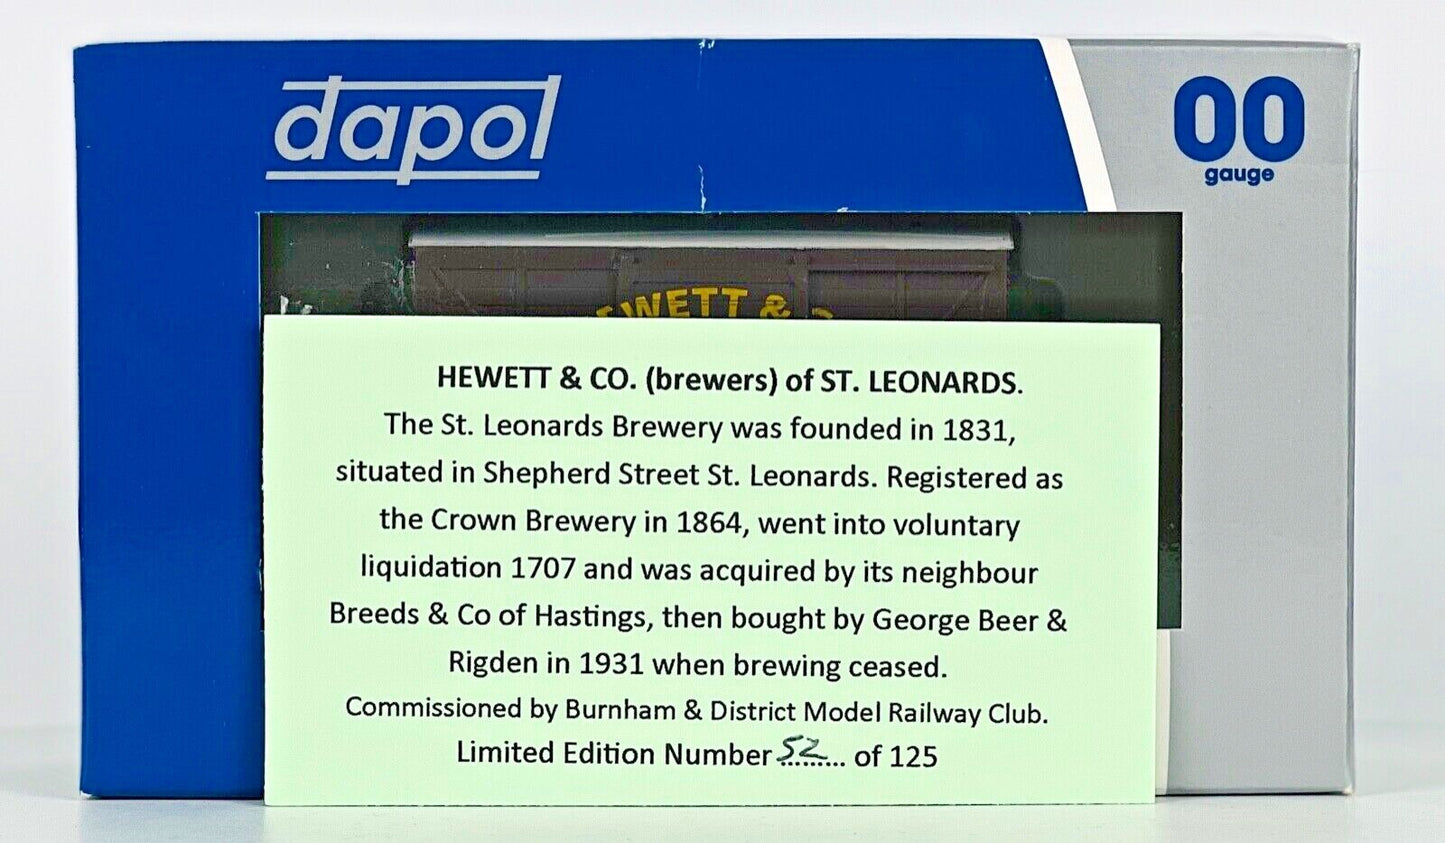 dapol
00
gauge
EWETT & C
HEWETT & CO. (brewers) of ST. LEONARDS.
The St. Leonards Brewery was founded in 1831,
situated in Shepherd Street St. Leonards. Registered as
the Crown Brewery in 1864, went into voluntary
liquidation 1707 and was acquired by its neighbour
Breeds & Co of Hastings, then bought by George Beer &
Rigden in 1931 when brewing ceased.
Commissioned by Burnham & District Model Railway Club.
Limited Edition Number 52 ......... of 125